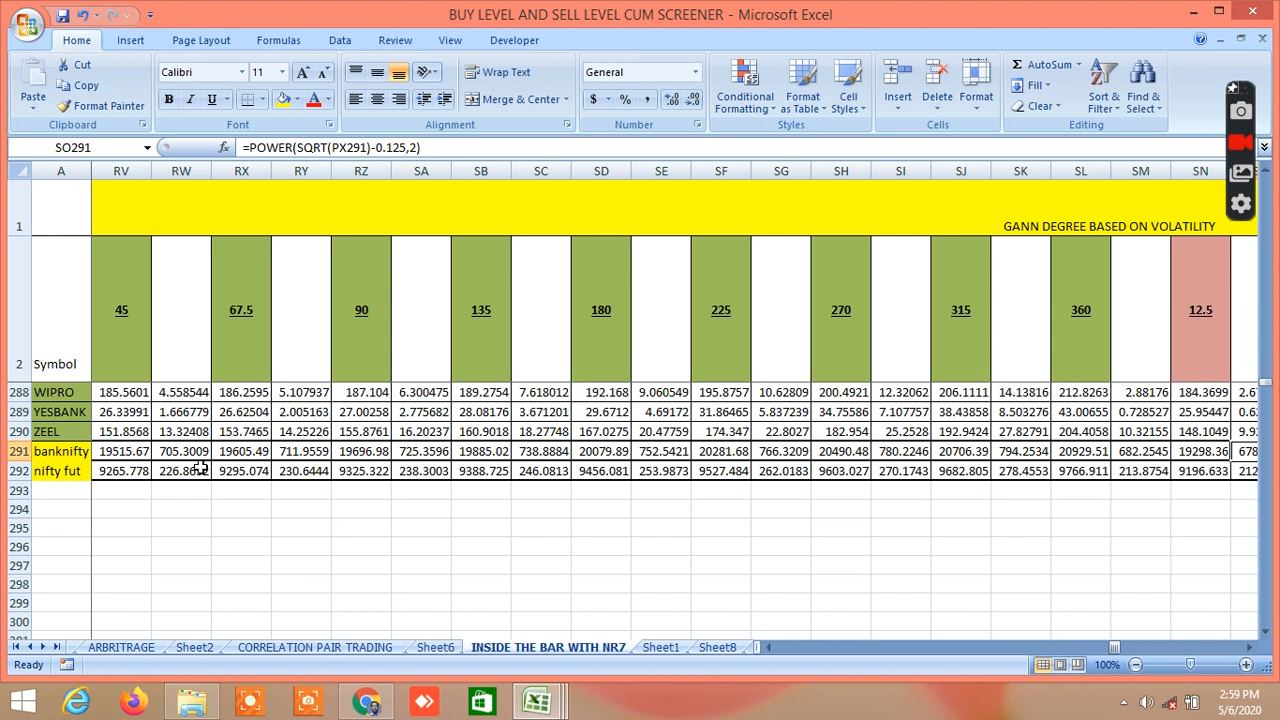 BUY LEVEL AND SELL LEVEL CUM SCREENER - Microsoft Excel
Home Insert Page Layout Formulas Data Review View Developer
Paste
Cut
Copy
Format Painter
Clipboard
Calibri 11
B I U
Font
Wrap Text
Merge & Center
Alignment
General
$ % ,
Number
Conditional Formatting
Format as Table
Cell Styles
Styles
Insert Delete Format
Cells
AutoSum
Fill
Clear
Sort & Filter
Find & Select
Editing
SO291 fx =POWER(SQRT(PX291)-0.125,2)
A RV RW RX RY RZ SA SB SC SD SE SF SG SH SI SJ SK SL SM SN
1 GANN DEGREE BASED ON VOLATILITY
2 Symbol 45 67.5 90 135 180 225 270 315 360 12.5
288 WIPRO 185.5601 4.558544 186.2595 5.107937 187.104 6.300475 189.2754 7.618012 192.168 9.060549 195.8757 10.62809 200.4921 12.32062 206.1111 14.13816 212.8263 2.88176 184.3699 2.6
289 YESBANK 26.33991 1.666779 26.62504 2.005163 27.00258 2.775682 28.08176 3.671201 29.6712 4.69172 31.86465 5.837239 34.75586 7.107757 38.43858 8.503276 43.00655 0.728527 25.95447 0.6
290 ZEEL 151.8568 13.32408 153.7465 14.25226 155.8761 16.20237 160.9018 18.27748 167.0275 20.47759 174.347 22.8027 182.954 25.2528 192.9424 27.82791 204.4058 10.32155 148.1049 9.9
291 banknifty 19515.67 705.3009 19605.49 711.9559 19696.98 725.3596 19885.02 738.8884 20079.89 752.5421 20281.68 766.3209 20490.48 780.2246 20706.39 794.2534 20929.51 682.2545 19298.36 678
292 nifty fut 9265.778 9295.074 230.6444 9325.322 238.3003 9388.725 246.0813 9456.081 253.9873 9527.484 262.0183 9603.027 270.1743 9682.805 278.4553 9766.911 213.8754 9196.633 212
293
294
295
296
297
298
299
300
ARBRITRAGE Sheet2 CORRELATION PAIR TRADING Sheet6 INSIDE THE BAR WITH NR7 Sheet1 Sheet8
Ready 100%
2:59 PM
5/6/2020